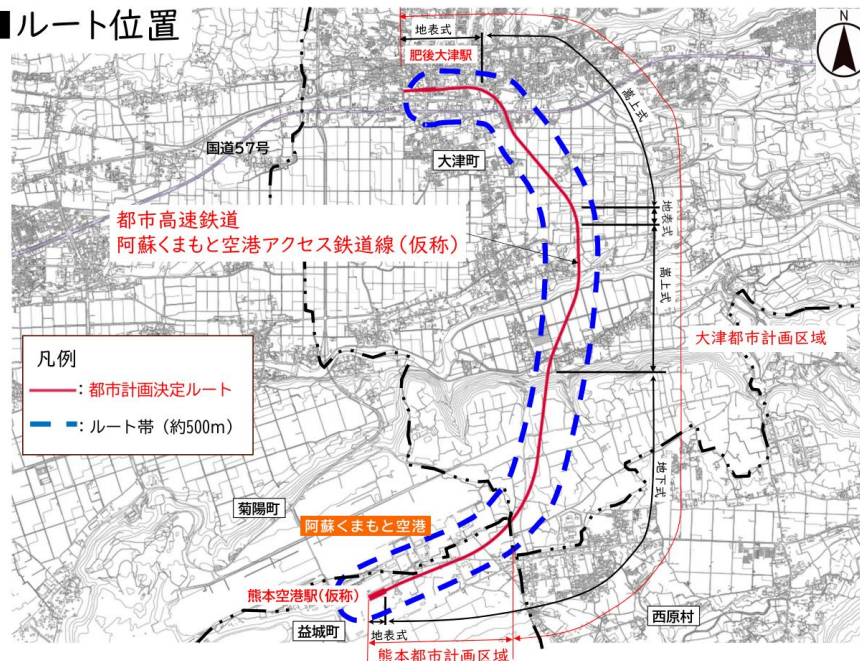 ■ルート位置
N
地表式
肥後大津駅
嵩上式
国道57号
大津町
地表式
都市高速鉄道
阿蘇くまもと空港アクセス鉄道線（仮称）
嵩上式
大津都市計画区域
凡例
：都市計画決定ルート
：ルート帯（約500m）
地下式
菊陽町
阿蘇くまもと空港
熊本空港駅（仮称）
益城町
地表式
西原村
熊本都市計画区域